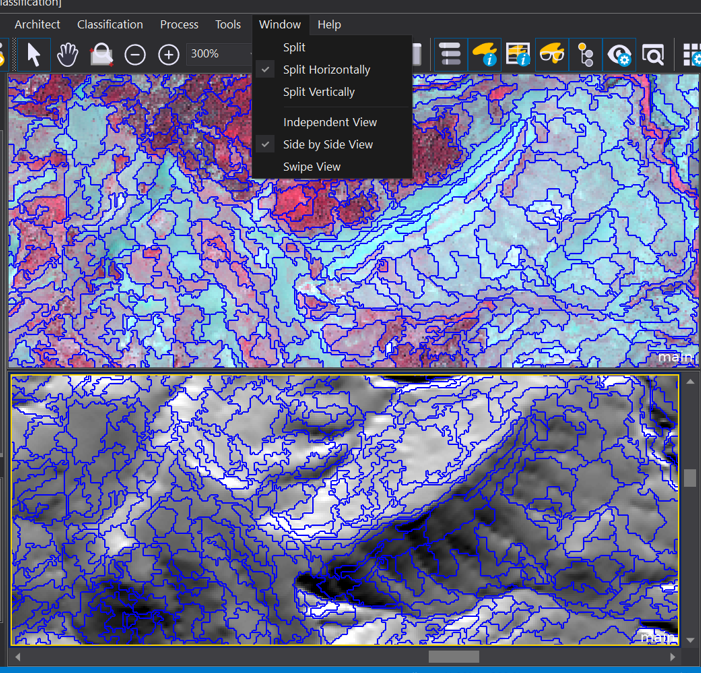 lassification]
Architect Classification Process Tools Window Help
300%
Split
Split Horizontally
Split Vertically
Independent View
Side by Side View
Swipe View
main
main